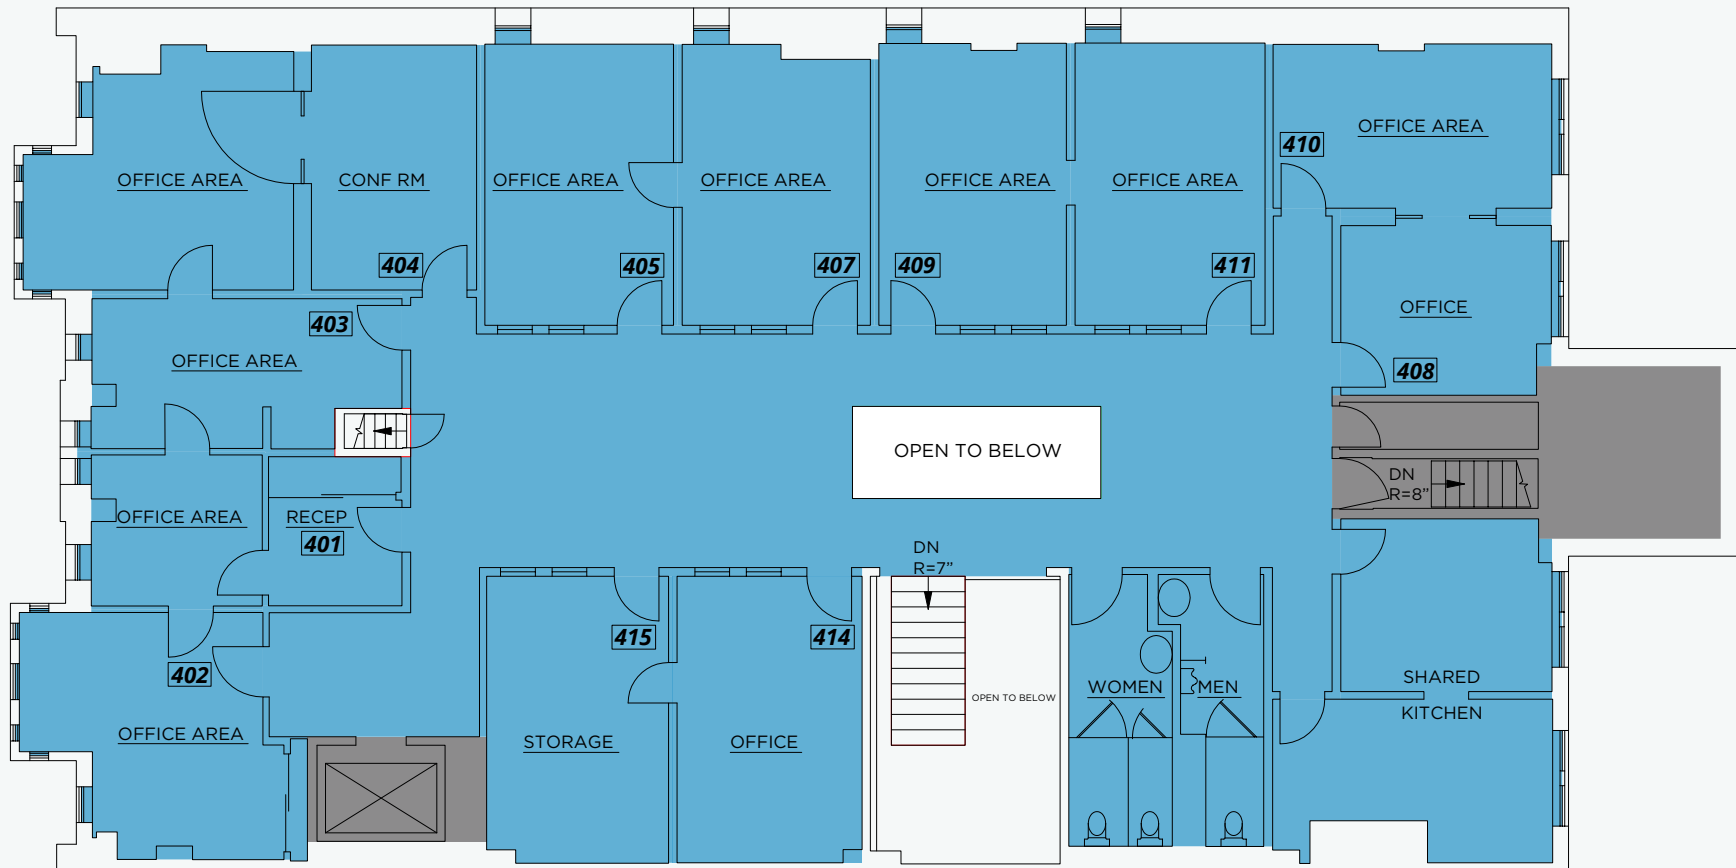 OFFICE AREA
410
OFFICE AREA
CONF RM
OFFICE AREA
OFFICE AREA
OFFICE AREA
OFFICE AREA
404
405
407
409
411
OFFICE
403
OFFICE AREA
408
OPEN TO BELOW
DN
R=8”
OFFICE AREA
RECEP
401
DN
R=7”
415
414
402
SHARED
KITCHEN
WOMEN
MEN
OPEN TO BELOW
OFFICE AREA
STORAGE
OFFICE